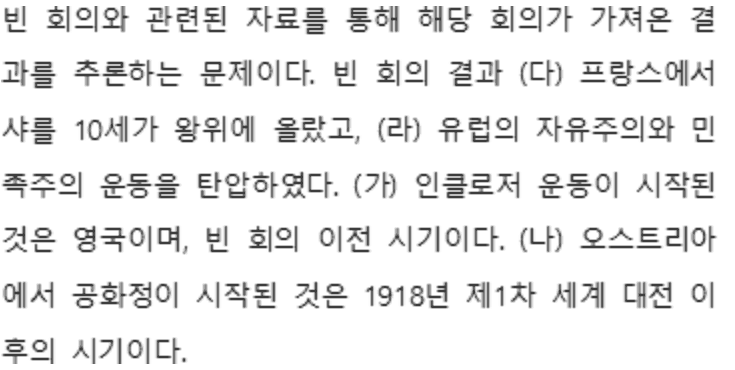 빈 회의와 관련된 자료를 통해 해당 회의가 가져온 결
과를 추론하는 문제이다. 빈 회의 결과 (다) 프랑스에서
샤를 10세가 왕위에 올랐고, (라) 유럽의 자유주의와 민
족주의 운동을 탄압하였다. (가) 인클로저 운동이 시작된
것은 영국이며, 빈 회의 이전 시기이다. (나) 오스트리아
에서 공화정이 시작된 것은 1918년 제1차 세계 대전 이
후의 시기이다.